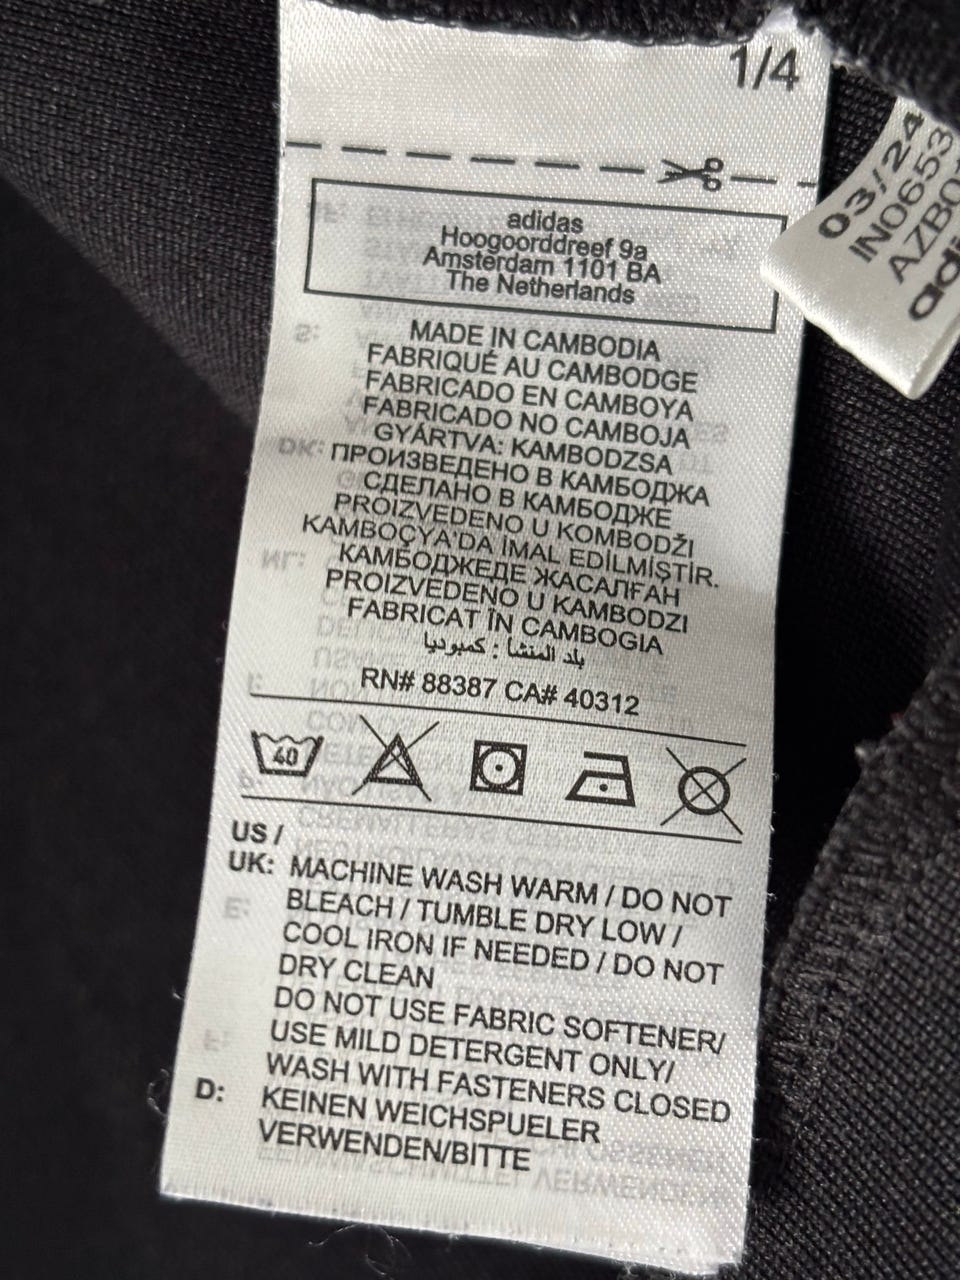 1/4
adidas
Hoogoorddreef 9a
Amsterdam 1101 BA
The Netherlands
MADE IN CAMBODIA
FABRIQUÉ AU CAMBODGE
FABRICADO EN CAMBOYA
FABRICADO NO CAMBOJA
GYÁRTVA: KAMBODZSA
ПРОИЗВЕДЕНО В КАМБОДЖА
СДЕЛАНО В КАМБОДЖЕ
PROIZVEDENO U KOMBODŽI
KAMBOÇYA'DA İMAL EDİLMİŞTİR.
КАМБОДЖЕДЕ ЖАСАЛҒАН
PROIZVEDENO U KAMBODZI
FABRICAT ÎN CAMBOGIA
بلد المنشأ : كمبوديا
RN# 88387 CA# 40312
40
US /
UK: MACHINE WASH WARM / DO NOT
BLEACH / TUMBLE DRY LOW /
COOL IRON IF NEEDED / DO NOT
DRY CLEAN
DO NOT USE FABRIC SOFTENER/
USE MILD DETERGENT ONLY/
WASH WITH FASTENERS CLOSED
D: KEINEN WEICHSPUELER
VERWENDEN/BITTE
03/24
IN0653